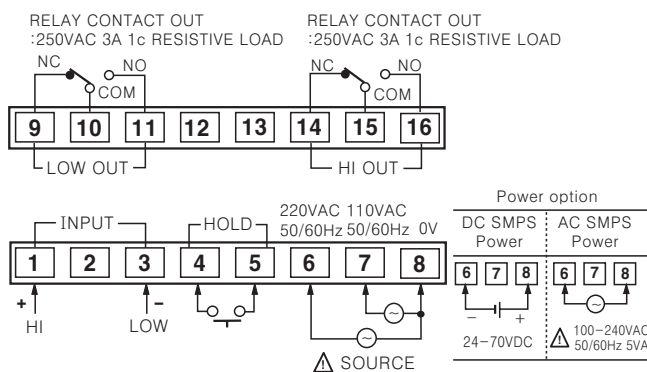 RELAY CONTACT OUT
:250VAC 3A 1c RESISTIVE LOAD
RELAY CONTACT OUT
:250VAC 3A 1c RESISTIVE LOAD
NC NO
COM
NC NO
COM
9 10 11 12 13 14 15 16
LOW OUT
HI OUT
INPUT
HOLD
220VAC 110VAC
50/60Hz 50/60Hz 0V
1 2 3 4 5 6 7 8
+
HI
−
LOW
SOURCE
Power option
DC SMPS
Power
6 7 8
− +
24-70VDC
AC SMPS
Power
6 7 8
100-240VAC
50/60Hz 5VA